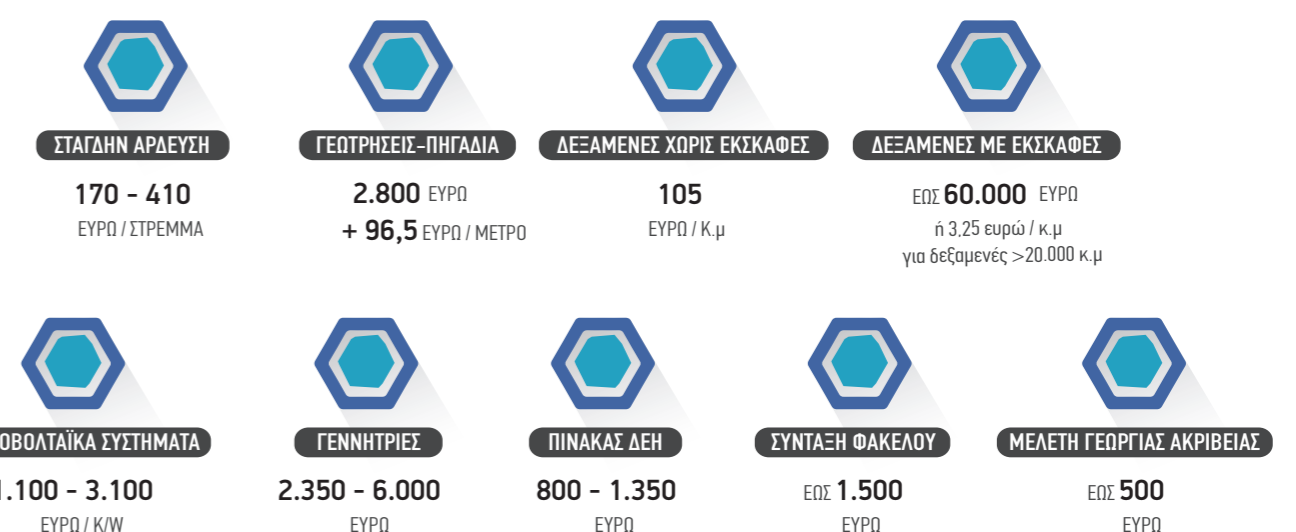 ΣΤΑΓΔΗΝ ΑΡΔΕΥΣΗ
170 - 410
ΕΥΡΩ / ΣΤΡΕΜΜΑ
ΓΕΩΤΡΗΣΕΙΣ-ΠΗΓΑΔΙΑ
2.800 ΕΥΡΩ
+ 96,5 ΕΥΡΩ / ΜΕΤΡΟ
ΔΕΞΑΜΕΝΕΣ ΧΩΡΙΣ ΕΚΣΚΑΦΕΣ
105
ΕΥΡΩ / Κ.μ
ΔΕΞΑΜΕΝΕΣ ΜΕ ΕΚΣΚΑΦΕΣ
ΕΩΣ 60.000 ΕΥΡΩ
ή 3,25 ευρώ / κ.μ
για δεξαμενές >20.000 κ.μ
ΟΒΟΛΤΑΪΚΑ ΣΥΣΤΗΜΑΤΑ
1.100 - 3.100
ΕΥΡΩ / K/W
ΓΕΝΝΗΤΡΙΕΣ
2.350 - 6.000
ΕΥΡΩ
ΠΙΝΑΚΑΣ ΔΕΗ
800 - 1.350
ΕΥΡΩ
ΣΥΝΤΑΞΗ ΦΑΚΕΛΟΥ
ΕΩΣ 1.500
ΕΥΡΩ
ΜΕΛΕΤΗ ΓΕΩΡΓΙΑΣ ΑΚΡΙΒΕΙΑΣ
ΕΩΣ 500
ΕΥΡΩ